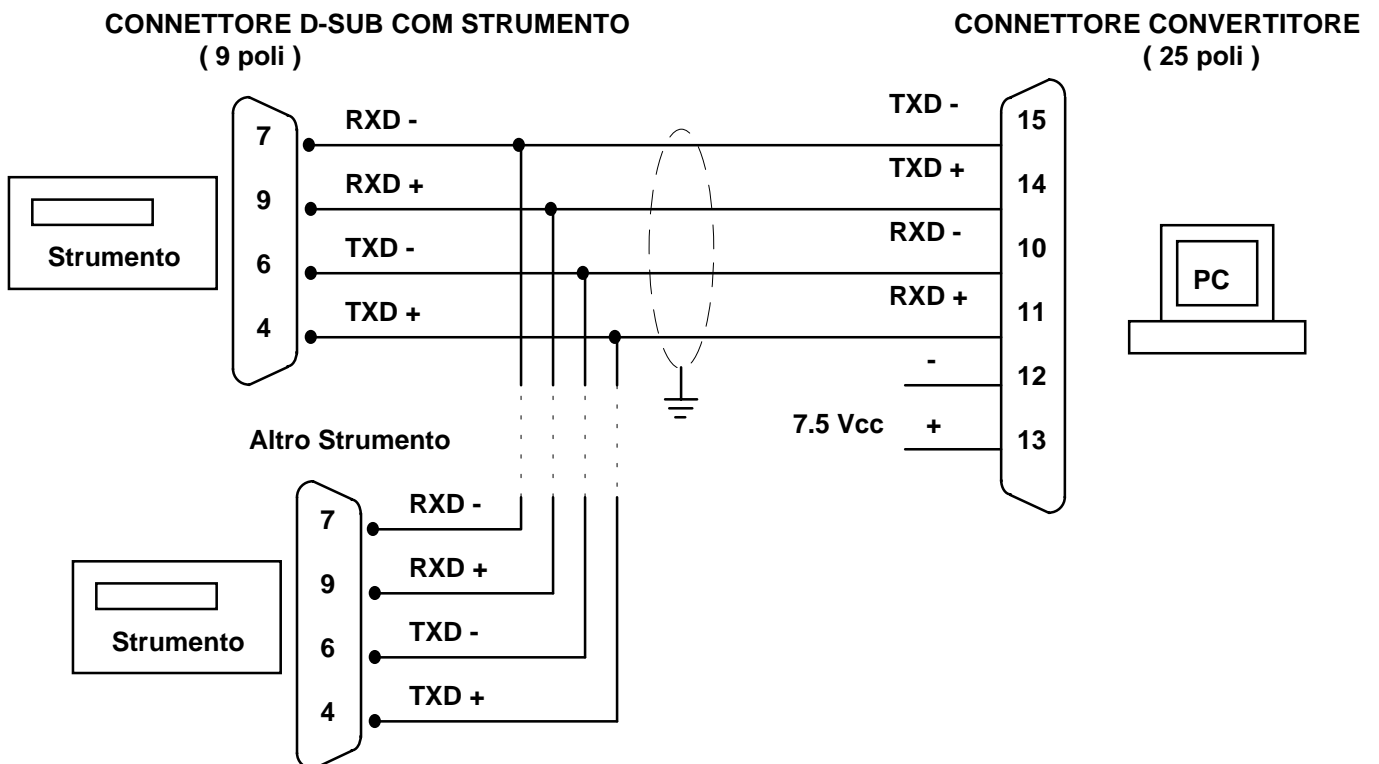 CONNETTORE D-SUB COM STRUMENTO
( 9 poli )
CONNETTORE CONVERTITORE
( 25 poli )
7
RXD -
TXD -
15
9
RXD +
TXD +
14
Strumento
6
TXD -
RXD -
10
PC
4
TXD +
RXD +
11
-
12
7.5 Vcc
+
13
Altro Strumento
7
RXD -
9
RXD +
Strumento
6
TXD -
4
TXD +